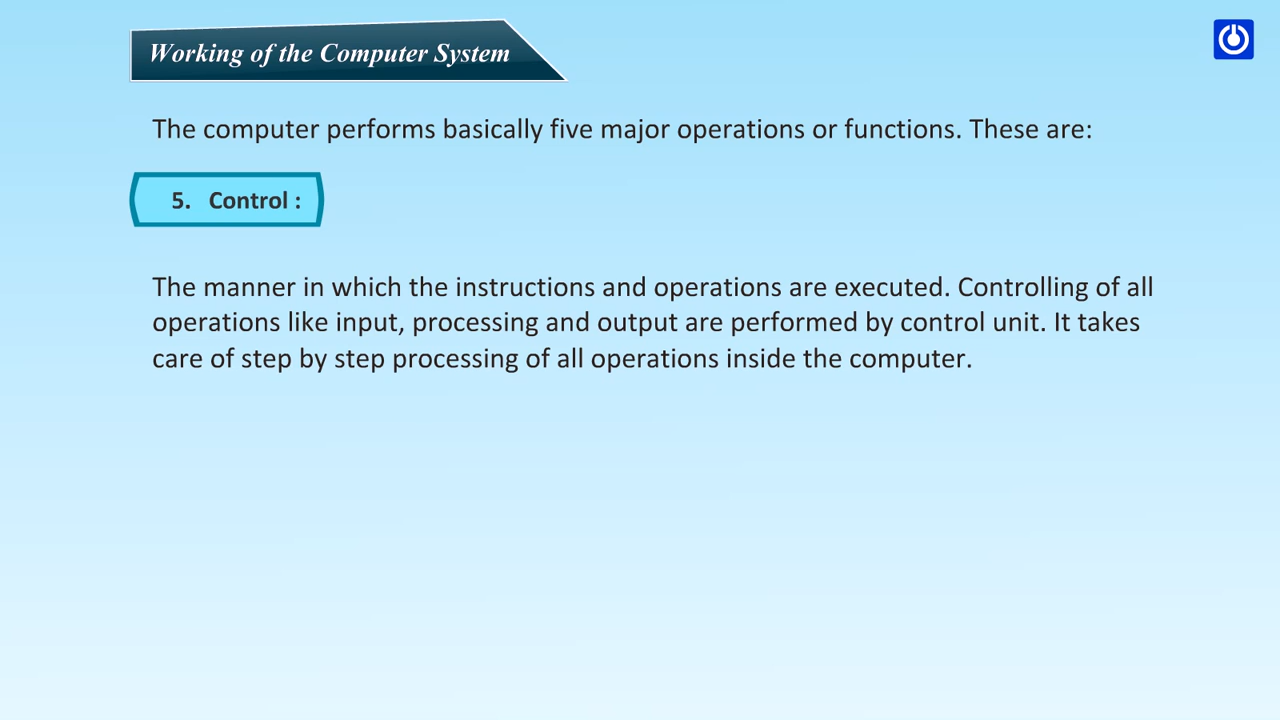 Working of the Computer System
The computer performs basically five major operations or functions. These are:
5. Control :
The manner in which the instructions and operations are executed. Controlling of all
operations like input, processing and output are performed by control unit. It takes
care of step by step processing of all operations inside the computer.